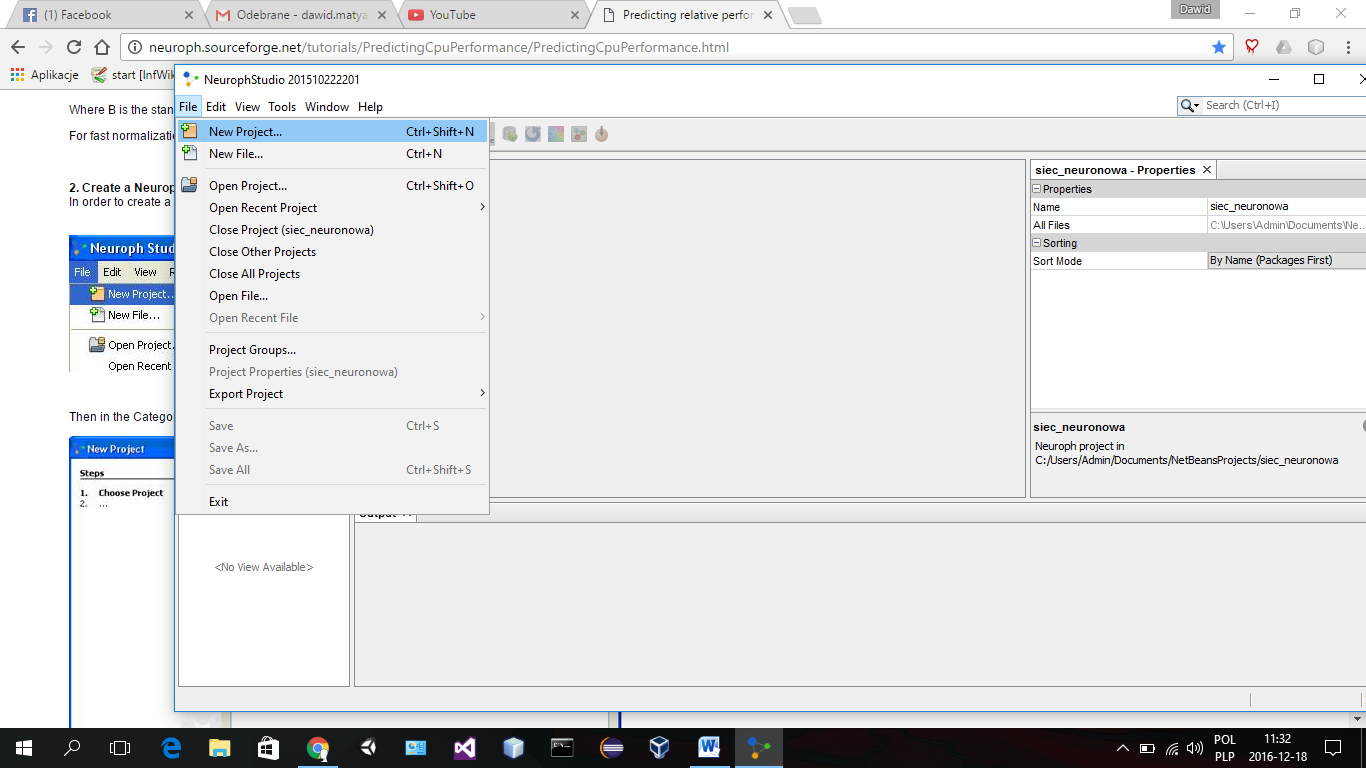 (1) Facebook
Odebrane - dawid.matya
YouTube
Predicting relative perfor
Dawid
neuroph.sourceforge.net/tutorials/PredictingCpuPerformance/PredictingCpuPerformance.html
Aplikacje
start [InfWik
Where B is the stan
For fast normalizatio
2. Create a Neurop
In order to create a
Neuroph Stud
File Edit View R
New Project...
New File...
Open Project.
Open Recent
Then in the Catego
New Project
Steps
1. Choose Project
2. ...
NeurophStudio 201510222201
File Edit View Tools Window Help
Search (Ctrl+I)
New Project... Ctrl+Shift+N
New File... Ctrl+N
Open Project... Ctrl+Shift+O
Open Recent Project
Close Project (siec_neuronowa)
Close Other Projects
Close All Projects
Open File...
Open Recent File
Project Groups...
Project Properties (siec_neuronowa)
Export Project
Save Ctrl+S
Save As...
Save All Ctrl+Shift+S
Exit
siec_neuronowa - Properties
Properties
Name siec_neuronowa
All Files C:\Users\Admin\Documents\Ne...
Sorting
Sort Mode By Name (Packages First)
siec_neuronowa
Neuroph project in
C:/Users/Admin/Documents/NetBeansProjects/siec_neuronowa
Output
<No View Available>
POL
PLP
11:32
2016-12-18